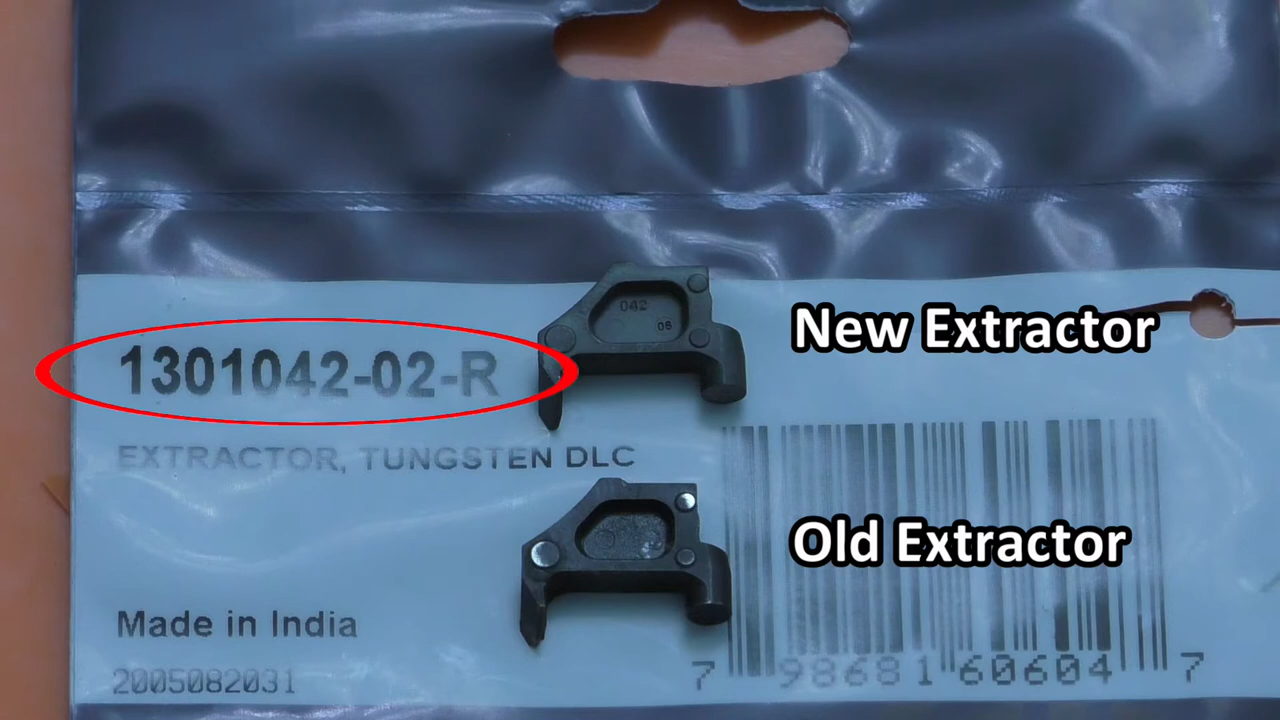 042
06
New Extractor
1301042-02-R
EXTRACTOR, TUNGSTEN DLC
Old Extractor
Made in India
2005082031
7 98681 60604 7